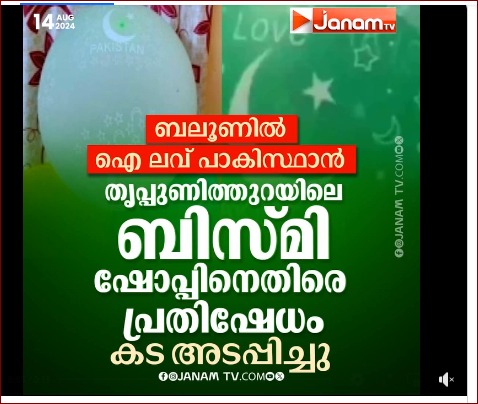 14 AUG 2024
Janam TV
PAKISTAN
LOVE
ബലൂണിൽ
ഐ ലവ് പാകിസ്ഥാൻ
തൃപ്പുണിത്തുറയിലെ
ബിസ്മി
ഷോപ്പിനെതിരെ
പ്രതിഷേധം
കട അടപ്പിച്ചു
@JANAM TV.COM
@JANAM TV.COM